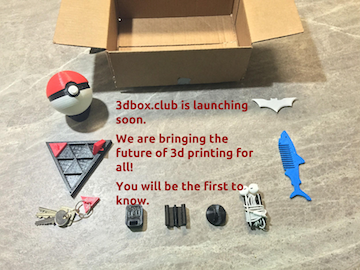 3dbox.club is launching
soon.
We are bringing the
future of 3d printing for
all!
You will be the first to
know.